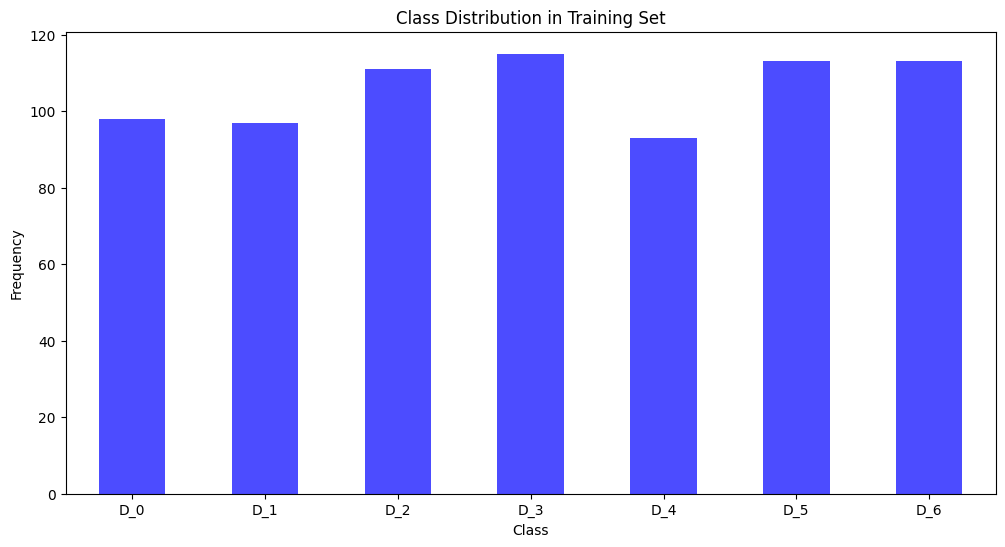 Class Distribution in Training Set
120
100
80
60
40
20
0
Frequency
D_0 D_1 D_2 D_3 D_4 D_5 D_6
Class